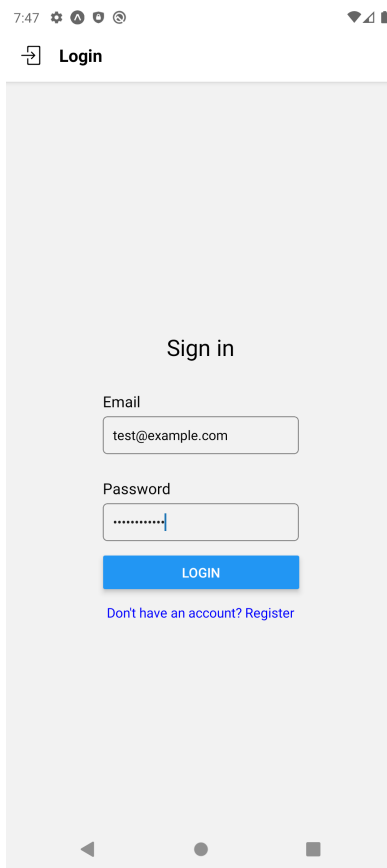 7:47
Login
Sign in
Email
test@example.com
Password
••••••••••••
LOGIN
Don't have an account? Register